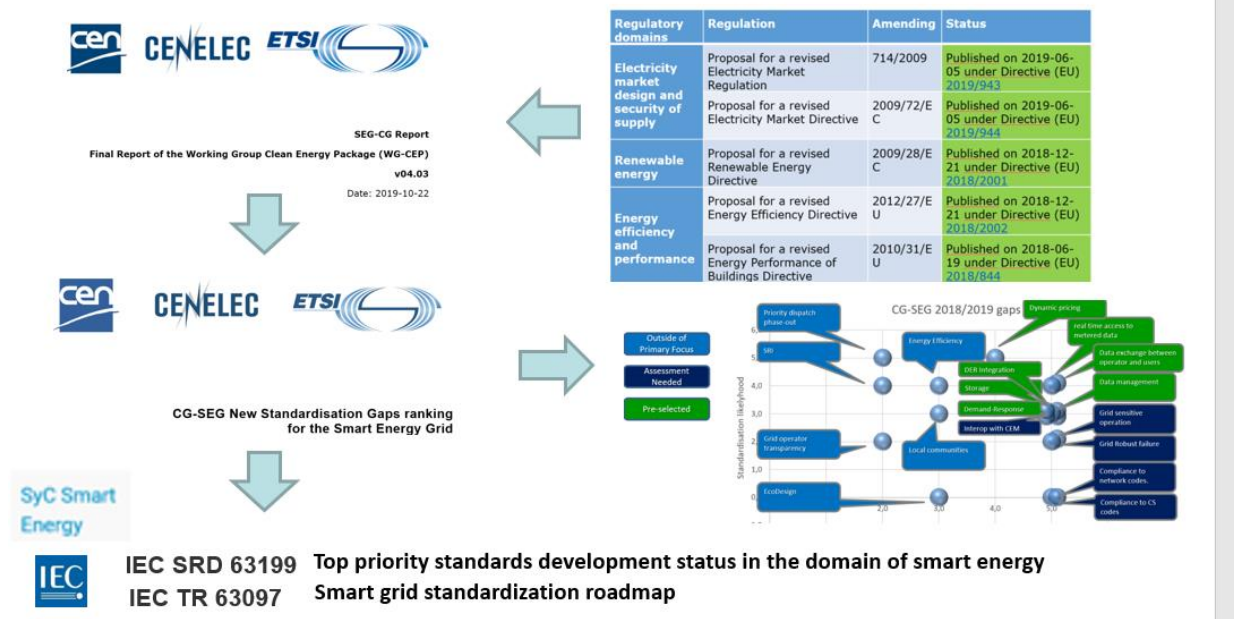 cen
CENELEC
ETSI
SEG-CG Report
Final Report of the Working Group Clean Energy Package (WG-CEP)
v04.03
Date: 2019-10-22
Regulatory domains
Regulation
Amending
Status
Electricity
market
design and
security of
supply
Proposal for a revised
Electricity Market
Regulation
714/2009
Published on 2019-06-
05 under Directive (EU)
2019/943
Proposal for a revised
Electricity Market Directive
2009/72/E
C
Published on 2019-06-
05 under Directive (EU)
2019/944
Renewable
energy
Proposal for a revised
Renewable Energy
Directive
2009/28/E
C
Published on 2018-12-
21 under Directive (EU)
2018/2001
Energy
efficiency
and
performance
Proposal for a revised
Energy Efficiency Directive
2012/27/E
U
Published on 2018-12-
21 under Directive (EU)
2018/2002
Proposal for a revised
Energy Performance of
Buildings Directive
2010/31/E
U
Published on 2018-06-
19 under Directive (EU)
2018/844
cen
CENELEC
ETSI
CG-SEG New Standardisation Gaps ranking
for the Smart Energy Grid
Outside of
Primary Focus
Assessment
Needed
Pre-selected
CG-SEG 2018/2019 gaps
Standardisation likelyhood
Priority dispatch
phase-out
SRI
Grid operator
transparency
EcoDesign
Energy Efficiency
DER Integration
Storage
Demand-Response
Interop with CEM
Local communities
Dynamic pricing
real time access to
metered data
Data exchange between
operator and users
Data management
Grid sensitive
operation
Grid Robust failure
Compliance to
network codes.
Compliance to CS
codes
4,0
3,0
1,0
2,0
3,0
4,0
5,0
SyC Smart
Energy
IEC
IEC SRD 63199 Top priority standards development status in the domain of smart energy
IEC TR 63097 Smart grid standardization roadmap